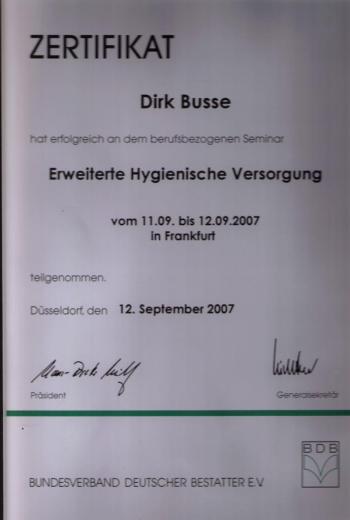 ZERTIFIKAT
Dirk Busse
hat erfolgreich an dem berufsbezogenen Seminar
Erweiterte Hygienische Versorgung
vom 11.09. bis 12.09.2007
in Frankfurt
teilgenommen.
Düsseldorf, den 12. September 2007
Präsident Generalsekretär
BDB
BUNDESVERBAND DEUTSCHER BESTATTER E.V.